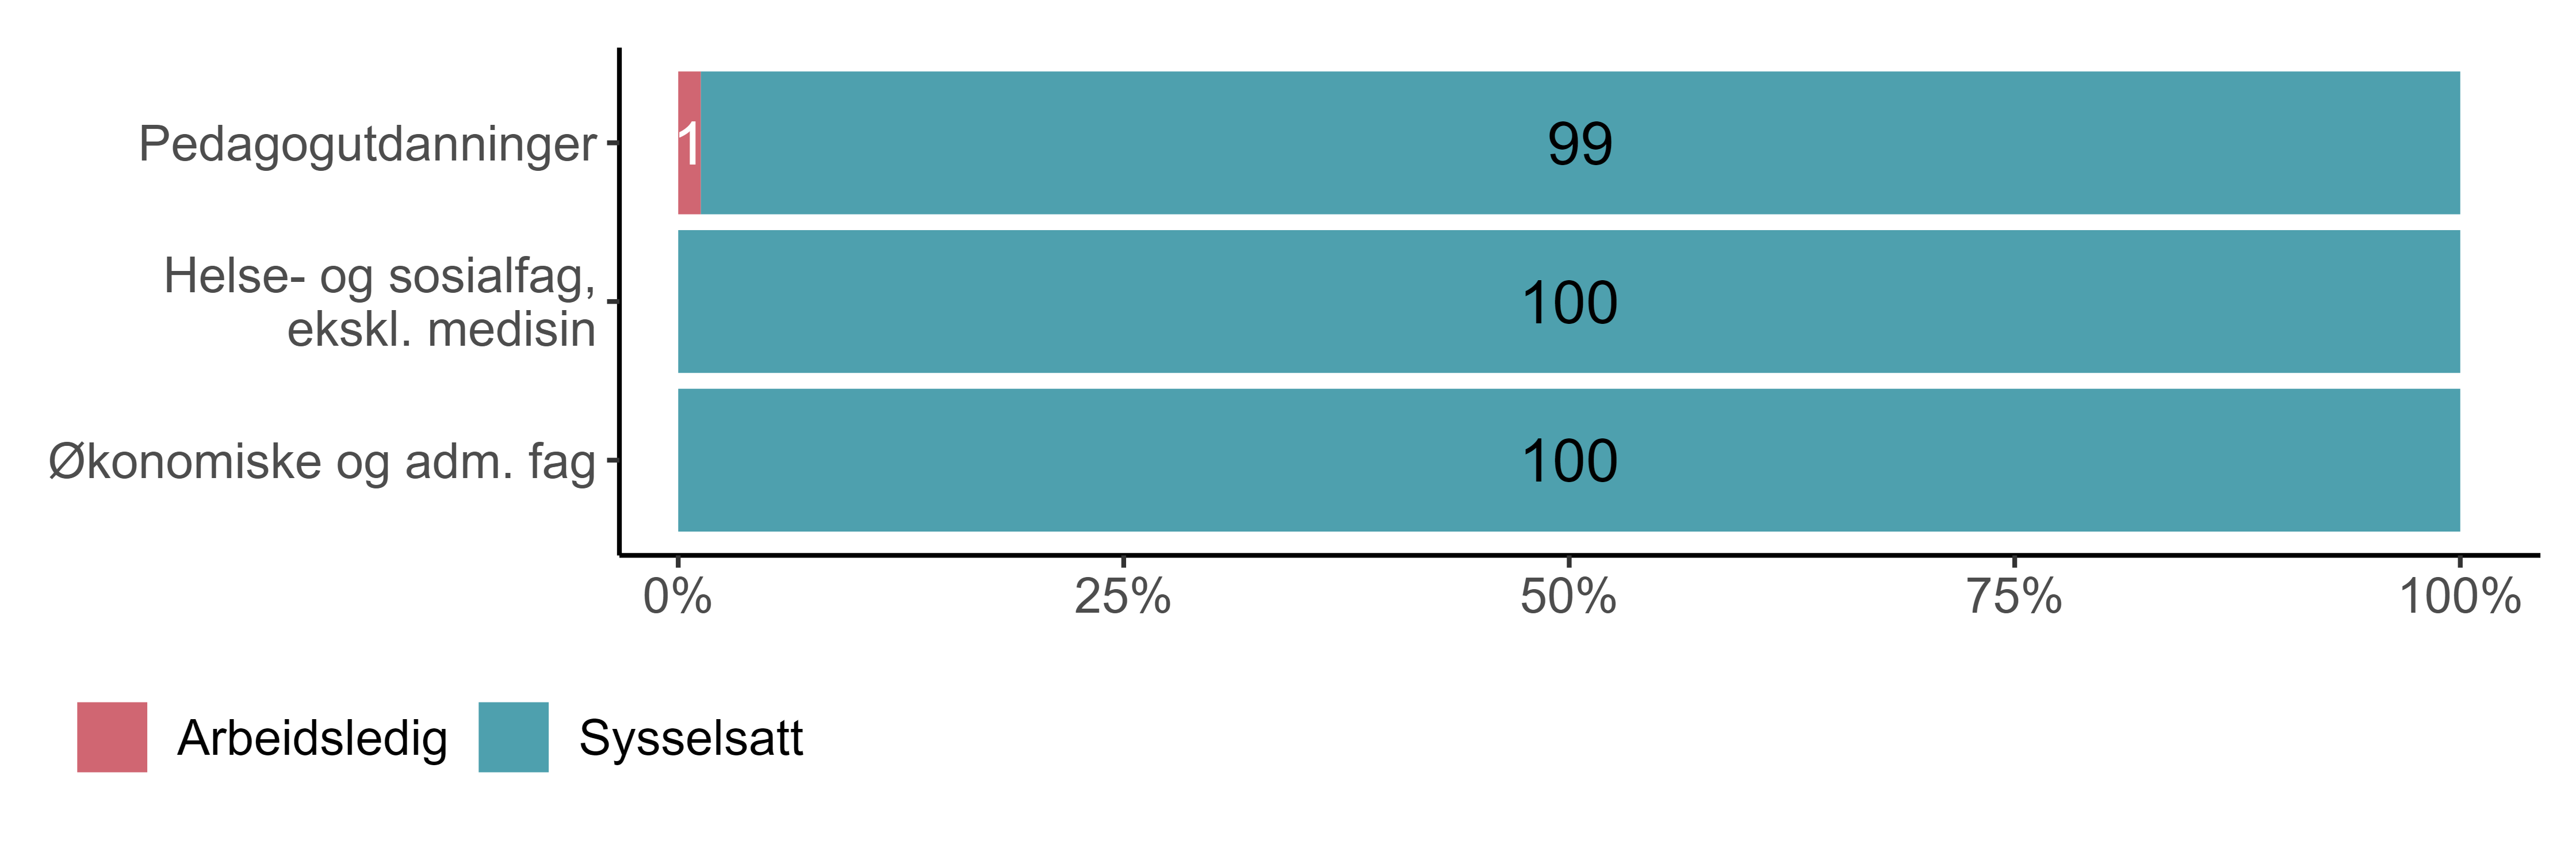 Pedagogutdanninger
1
99
Helse- og sosialfag,
ekskl. medisin
100
Økonomiske og adm. fag
100
0% 25% 50% 75% 100%
Arbeidsledig Sysselsatt